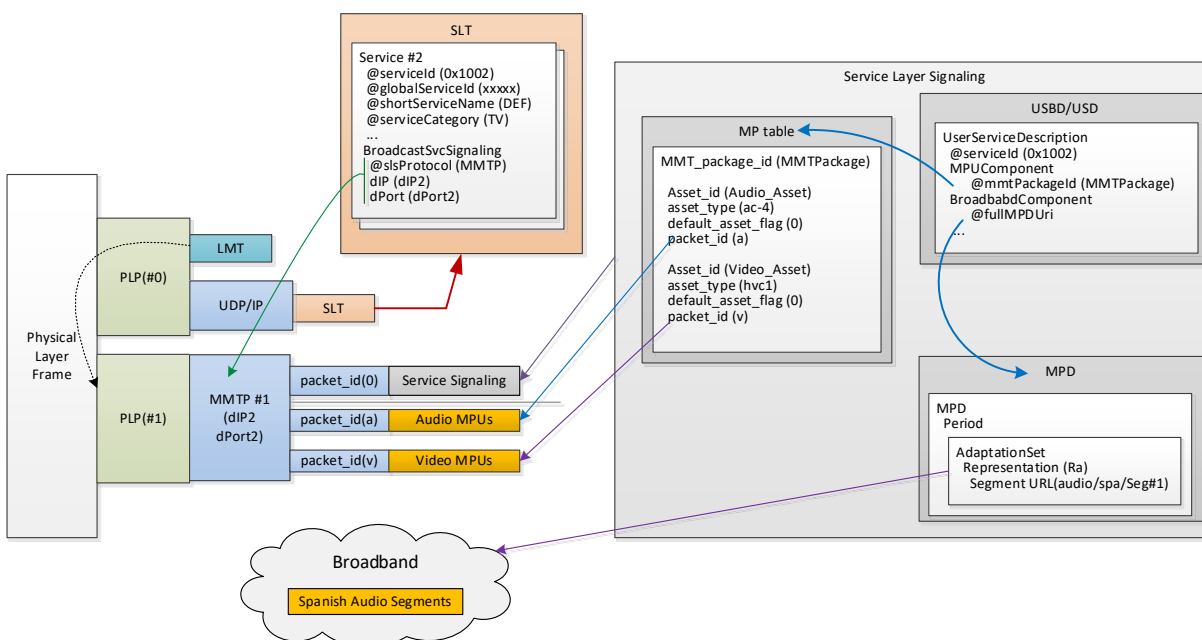 SLT
Service #2
@serviceId (0x1002)
@globalServiceId (xxxxx)
@shortServiceName (DEF)
@serviceCategory (TV)
...
BroadcastSvcSignaling
@slsProtocol (MMTP)
dIP (dIP2)
dPort (dPort2)
Physical
Layer
Frame
PLP(#0)
LMT
UDP/IP
SLT
PLP(#1)
MMTP #1
(dIP2
dPort2)
packet_id(0)
Service Signaling
packet_id(a)
Audio MPUs
packet_id(v)
Video MPUs
Broadband
Spanish Audio Segments
Service Layer Signaling
MP table
MMT_package_id (MMTPackage)
Asset_id (Audio_Asset)
asset_type (ac-4)
default_asset_flag (0)
packet_id (a)
Asset_id (Video_Asset)
asset_type (hvc1)
default_asset_flag (0)
packet_id (v)
USBD/USD
UserServiceDescription
@serviceId (0x1002)
MPUComponent
@mmtPackageId (MMTPackage)
BroadbabdComponent
@fullMPDUri
...
MPD
MPD
Period
AdaptationSet
Representation (Ra)
Segment URL(audio/spa/Seg#1)